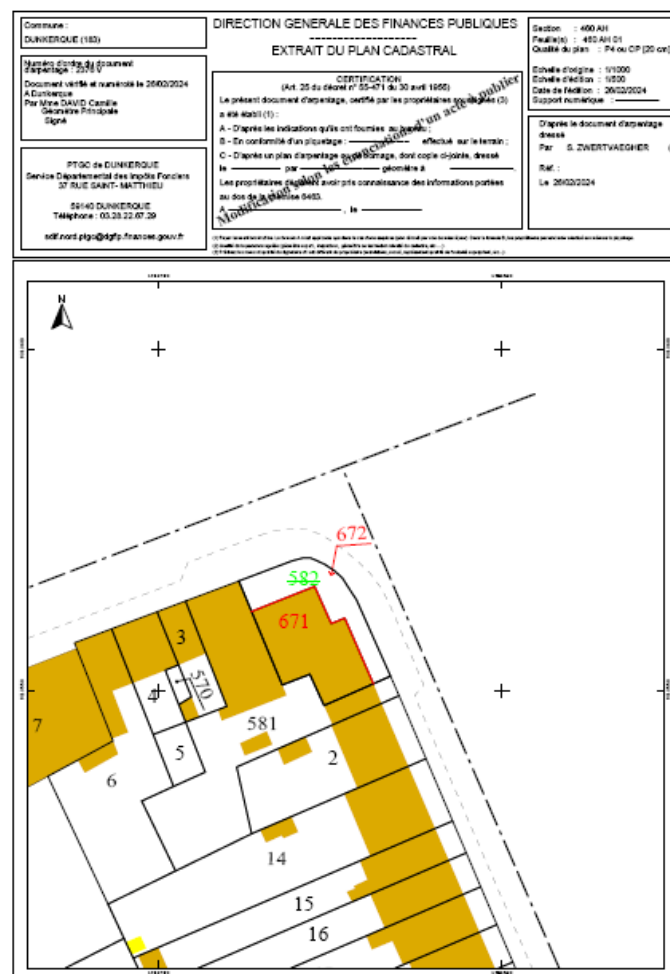 Commune :
DUNKERQUE (183)
Numéro d'ordre du document
d'arpentage : 2376 V
Document vérifié et numéroté le 26/02/2024
A Dunkerque
Par Mme DAVID Camille
Géomètre Principale
Signé
PTGC de DUNKERQUE
Service Départemental des Impôts Fonciers
37 RUE SAINT- MATTHIEU
59140 DUNKERQUE
Téléphone : 03.28.22.67.29
sdif.nord.ptgc@dgfip.finances.gouv.fr
DIRECTION GENERALE DES FINANCES PUBLIQUES
EXTRAIT DU PLAN CADASTRAL
CERTIFICATION
(Art. 25 du décret n° 55-471 du 30 avril 1955)
Le présent document d'arpentage, certifié par les propriétaires soussignés (3)
a été établi (1) :
A - D'après les indications qu'ils ont fournies au bureau ;
B - En conformité d'un piquetage : effectué sur le terrain ;
C - D'après un plan d'arpentage ou de bornage, dont copie ci-jointe, dressé
le par géomètre à .
Les propriétaires déclarent avoir pris connaissance des informations portées
au dos de la chemise 6463.
A , le
Modification selon les énonciations d'un acte à publier
Section : 460 AH
Feuille(s) : 460 AH 01
Qualité du plan : P4 ou CP [20 cm]
Echelle d'origine : 1/1000
Echelle d'édition : 1/500
Date de l'édition : 26/02/2024
Support numérique :
D'après le document d'arpentage
dressé
Par S. ZWERTVAEGHER (
Réf. :
Le 26/02/2024
N
672
582
671
3
4
570
7
581
5
6
2
14
15
16